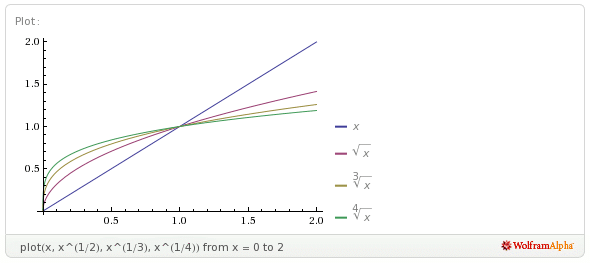 Plot:
2.0
1.5
1.0
0.5
0.5 1.0 1.5 2.0
x
√x
∛x
∜x
plot(x, x^(1/2), x^(1/3), x^(1/4)) from x = 0 to 2
WolframAlpha